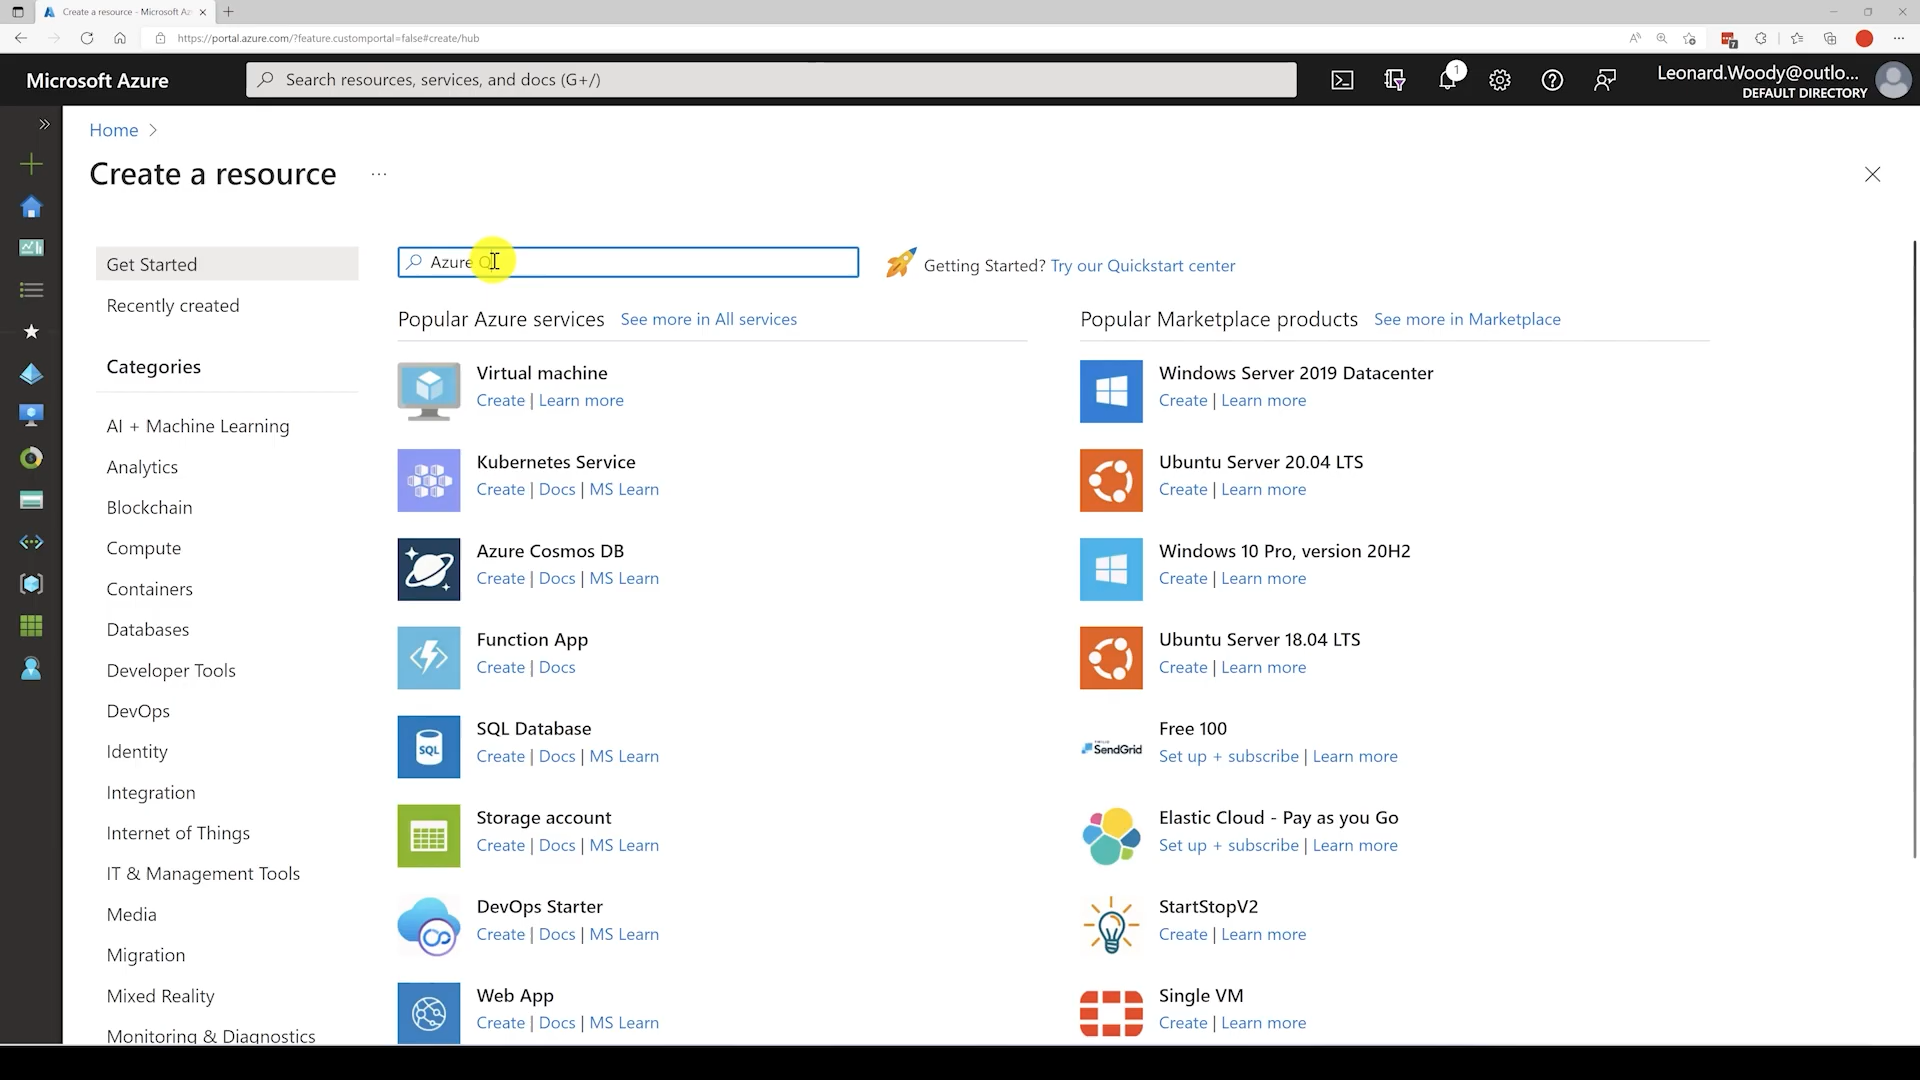 Create a resource - Microsoft Az
https://portal.azure.com/?feature.customportal=false#create/hub
Microsoft Azure
Search resources, services, and docs (G+/)
1
Leonard.Woody@outlo...
DEFAULT DIRECTORY
Home
Create a resource
Get Started
Recently created
Categories
AI + Machine Learning
Analytics
Blockchain
Compute
Containers
Databases
Developer Tools
DevOps
Identity
Integration
Internet of Things
IT & Management Tools
Media
Migration
Mixed Reality
Monitoring & Diagnostics
Azure Q
Getting Started? Try our Quickstart center
Popular Azure services See more in All services
Virtual machine
Create | Learn more
Kubernetes Service
Create | Docs | MS Learn
Azure Cosmos DB
Create | Docs | MS Learn
Function App
Create | Docs
SQL
SQL Database
Create | Docs | MS Learn
Storage account
Create | Docs | MS Learn
DevOps Starter
Create | Docs | MS Learn
Web App
Create | Docs | MS Learn
Popular Marketplace products See more in Marketplace
Windows Server 2019 Datacenter
Create | Learn more
Ubuntu Server 20.04 LTS
Create | Learn more
Windows 10 Pro, version 20H2
Create | Learn more
Ubuntu Server 18.04 LTS
Create | Learn more
SendGrid
Free 100
Set up + subscribe | Learn more
Elastic Cloud - Pay as you Go
Set up + subscribe | Learn more
StartStopV2
Create | Learn more
Single VM
Create | Learn more